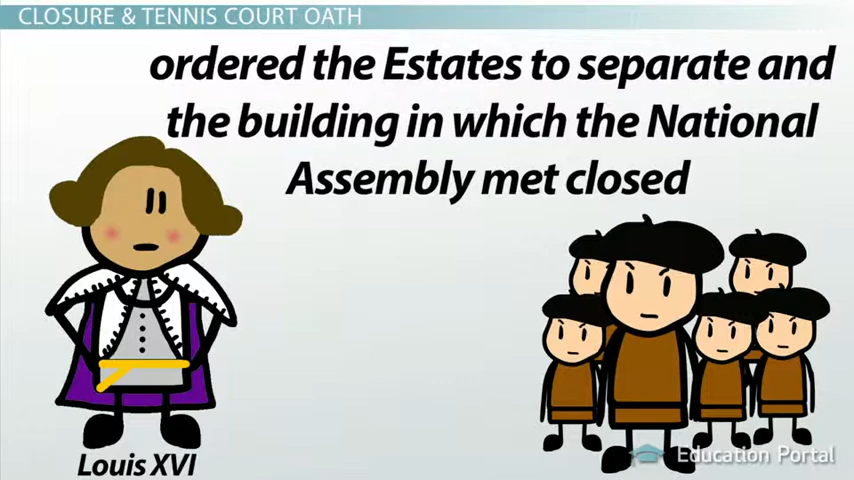 CLOSURE & TENNIS COURT OATH
ordered the Estates to separate and
the building in which the National
Assembly met closed
Louis XVI
Education Portal